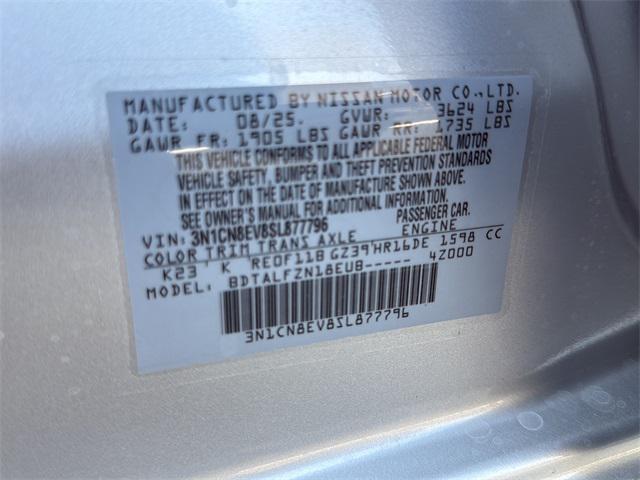 MANUFACTURED BY NISSAN MOTOR CO.,LTD.
DATE: 08/25. GVWR: 3624 LBS
GAWR FR: 1905 LBS GAWR RR: 1735 LBS
THIS VEHICLE CONFORMS TO ALL APPLICABLE FEDERAL MOTOR
VEHICLE SAFETY, BUMPER AND THEFT PREVENTION STANDARDS
IN EFFECT ON THE DATE OF MANUFACTURE SHOWN ABOVE.
SEE OWNER'S MANUAL FOR ADDITIONAL INFORMATION.
VIN: 3N1CN8EV8SL877796 PASSENGER CAR.
COLOR TRIM TRANS AXLE ENGINE
K23 K RE0F11B GZ39 HR16DE 1598 CC
MODEL: BDTALFZN18EU8----- 4Z000
3N1CN8EV8SL877796